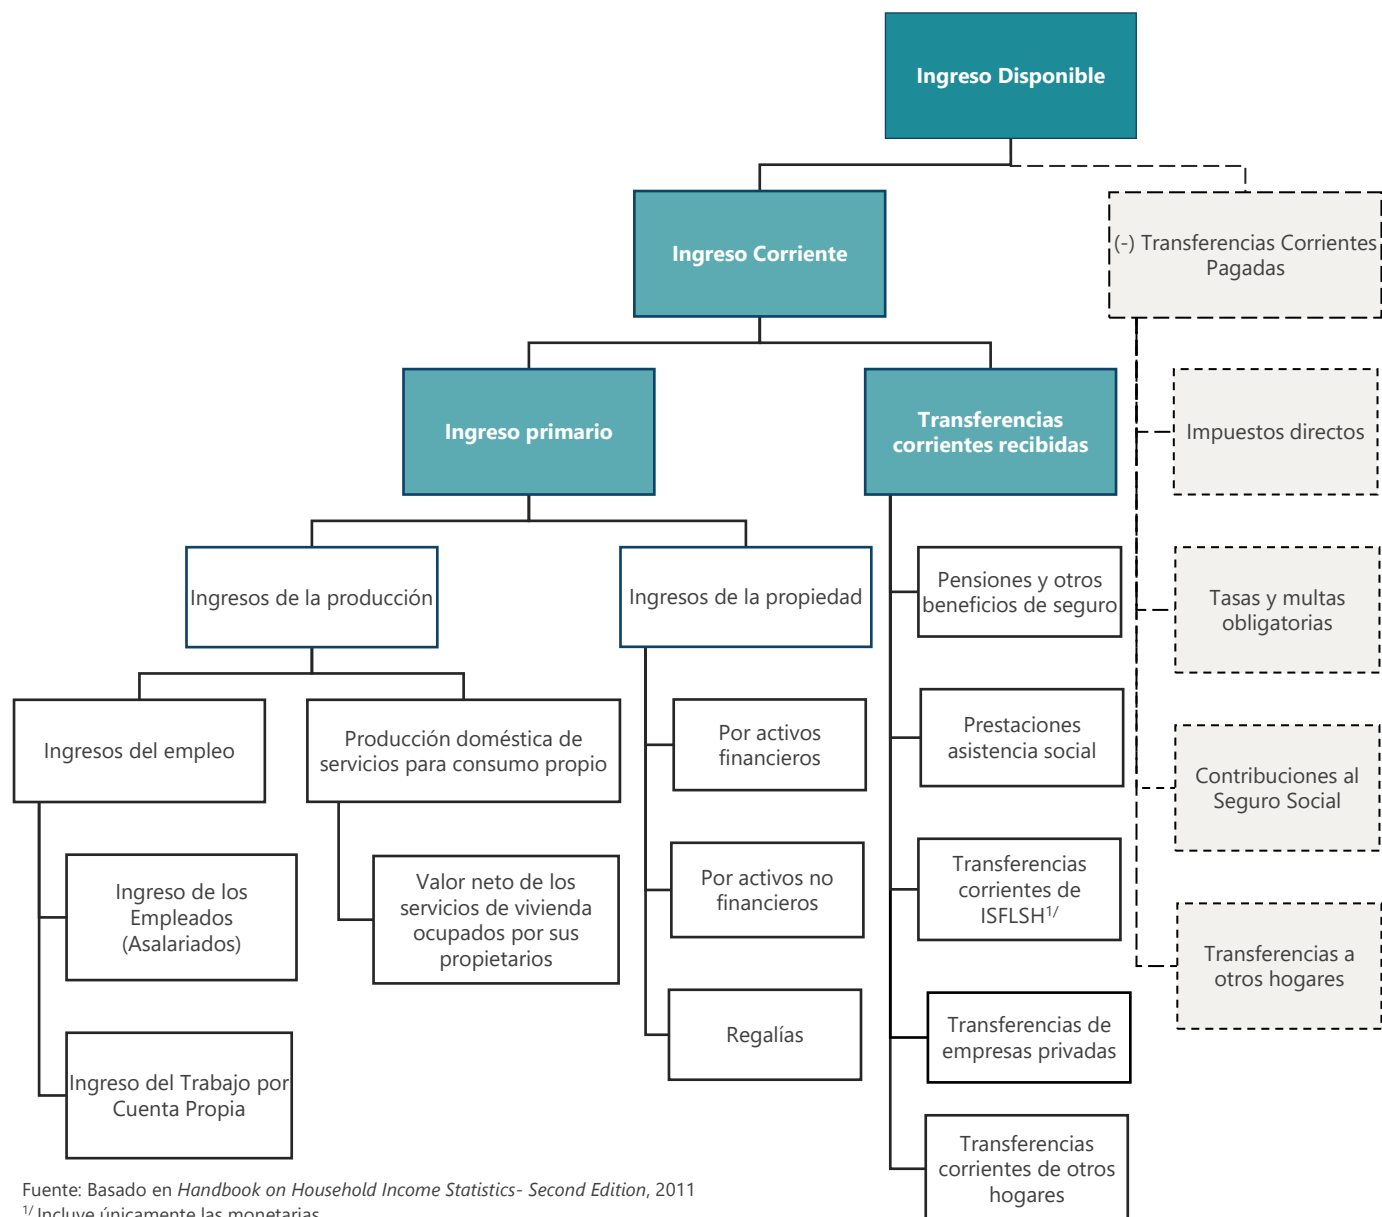 Ingreso Disponible
Ingreso Corriente
(-) Transferencias Corrientes
Pagadas
Ingreso primario
Transferencias
corrientes recibidas
Impuestos directos
Ingresos de la producción
Ingresos de la propiedad
Pensiones y otros
beneficios de seguro
Tasas y multas
obligatorias
Ingresos del empleo
Producción doméstica de
servicios para consumo propio
Por activos
financieros
Prestaciones
asistencia social
Contribuciones al
Seguro Social
Ingreso de los
Empleados
(Asalariados)
Valor neto de los
servicios de vivienda
ocupados por sus
propietarios
Por activos no
financieros
Transferencias
corrientes de
ISFLSH1/
Transferencias a
otros hogares
Ingreso del Trabajo por
Cuenta Propia
Regalías
Transferencias de
empresas privadas
Transferencias
corrientes de otros
hogares
Fuente: Basado en Handbook on Household Income Statistics- Second Edition, 2011
1/ Incluye únicamente las monetarias